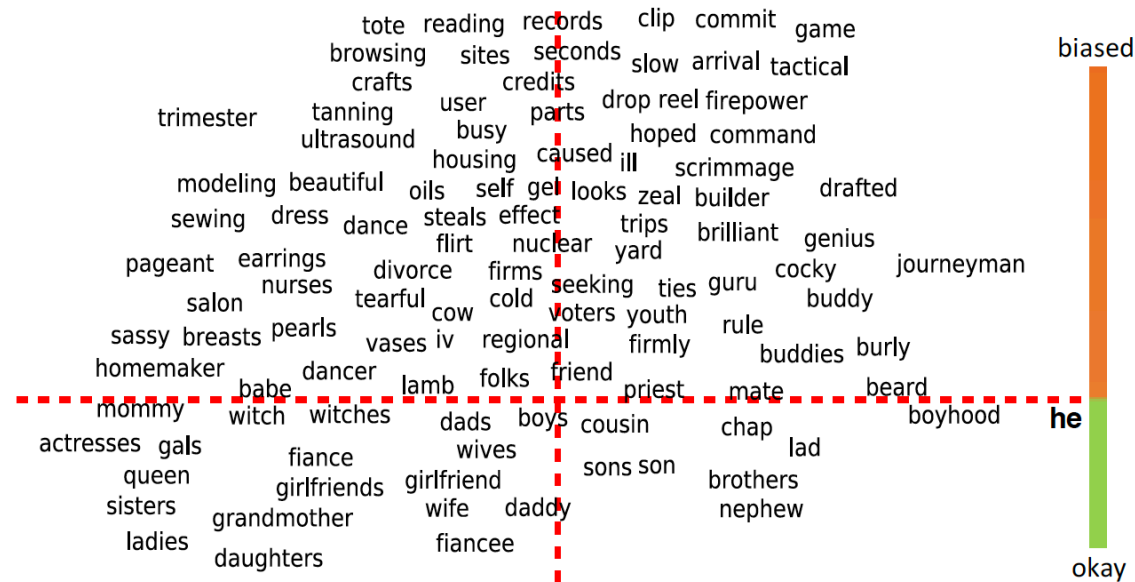 tote reading records clip commit game
biased
browsing sites seconds slow arrival tactical
crafts credits
trimester tanning user parts drop reel firepower
ultrasound busy hoped command
housing caused ill scrimmage
modeling beautiful oils self gel looks zeal builder drafted
sewing dress dance steals effect trips brilliant genius
flirt nuclear yard
pageant earrings divorce firms seeking ties guru cocky journeyman
nurses
salon tearful cow cold voters youth buddy
sassy breasts pearls vases iv regional firmly rule buddies burly
homemaker dancer lamb folks friend
babe priest mate beard
mommy witch witches dads boys cousin chap boyhood he
actresses gals fiance wives lad
queen girlfriends girlfriend sons son brothers
sisters grandmother wife daddy nephew
ladies daughters fiancee
okay